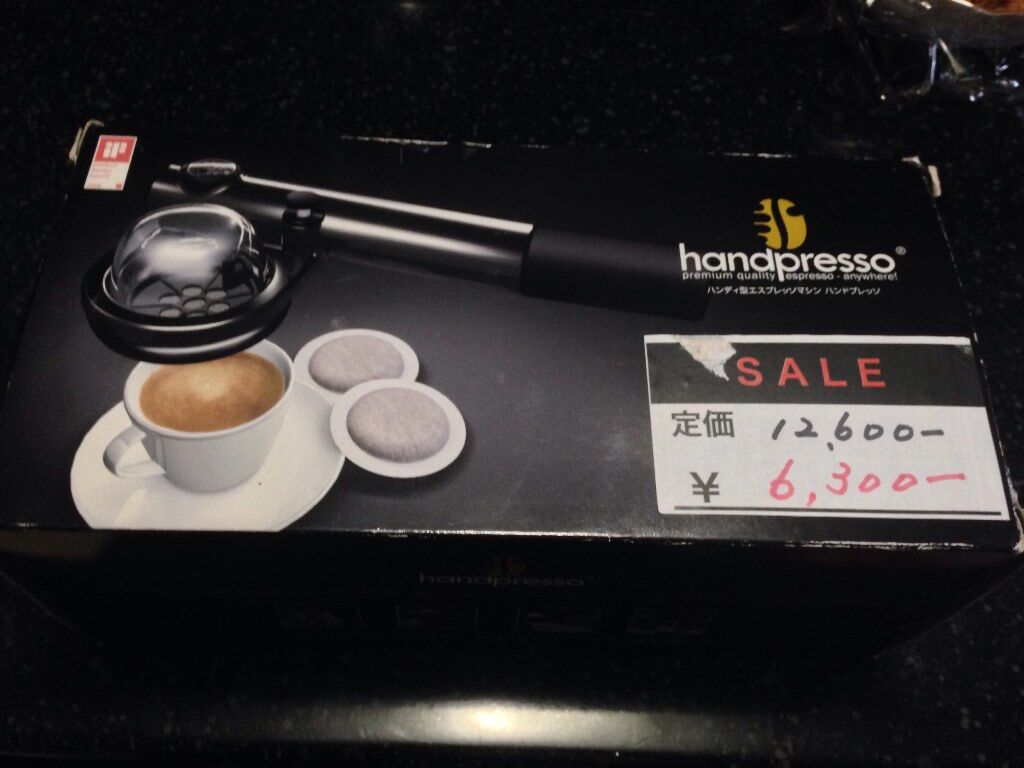 handpresso®
premium quality espresso - anywhere!
ハンディ型エスプレッソマシン ハンドプレッソ
SALE
定価 12,600-
¥ 6,300-
handpresso